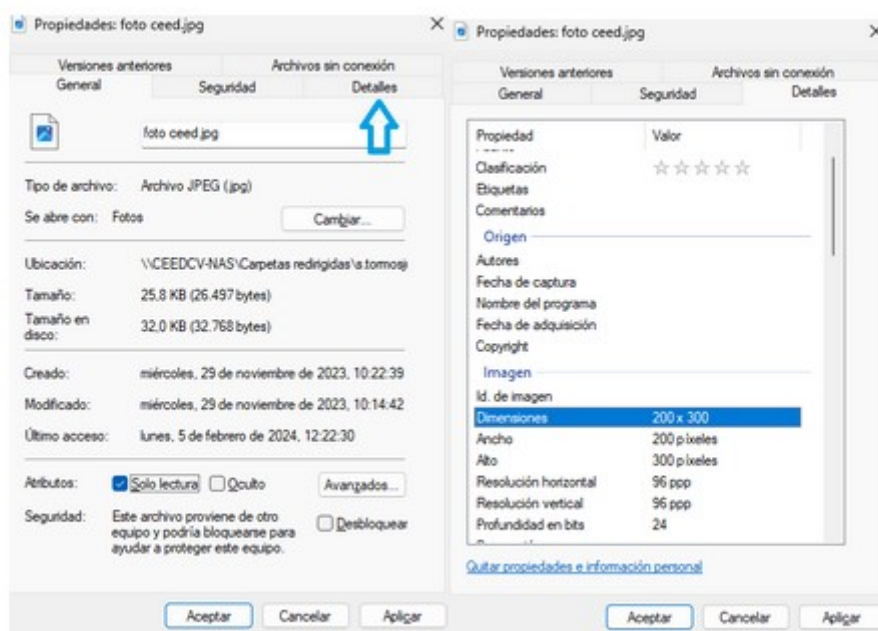 Propiedades: foto ceed.jpg
Versiones anteriores Archivos sin conexión
General Seguridad Detalles
foto ceed.jpg
Tipo de archivo: Archivo JPEG (.jpg)
Se abre con: Fotos Cambiar...
Ubicación: \\CEEDCV-NAS\Carpetas redirigidas\a.tormosj
Tamaño: 25,8 KB (26.497 bytes)
Tamaño en disco: 32,0 KB (32.768 bytes)
Creado: miércoles, 29 de noviembre de 2023, 10:22:39
Modificado: miércoles, 29 de noviembre de 2023, 10:14:42
Último acceso: lunes, 5 de febrero de 2024, 12:22:30
Atributos: Solo lectura Oculto Avanzados...
Seguridad: Este archivo proviene de otro
equipo y podría bloquearse para
ayudar a proteger este equipo.
Desbloquear
Aceptar Cancelar Aplicar
Propiedades: foto ceed.jpg
Versiones anteriores Archivos sin conexión
General Seguridad Detalles
Propiedad Valor
Clasificación
Etiquetas
Comentarios
Origen
Autores
Fecha de captura
Nombre del programa
Fecha de adquisición
Copyright
Imagen
Id. de imagen
Dimensiones 200 x 300
Ancho 200 píxeles
Alto 300 píxeles
Resolución horizontal 96 ppp
Resolución vertical 96 ppp
Profundidad en bits 24
Quitar propiedades e información personal
Aceptar Cancelar Aplicar